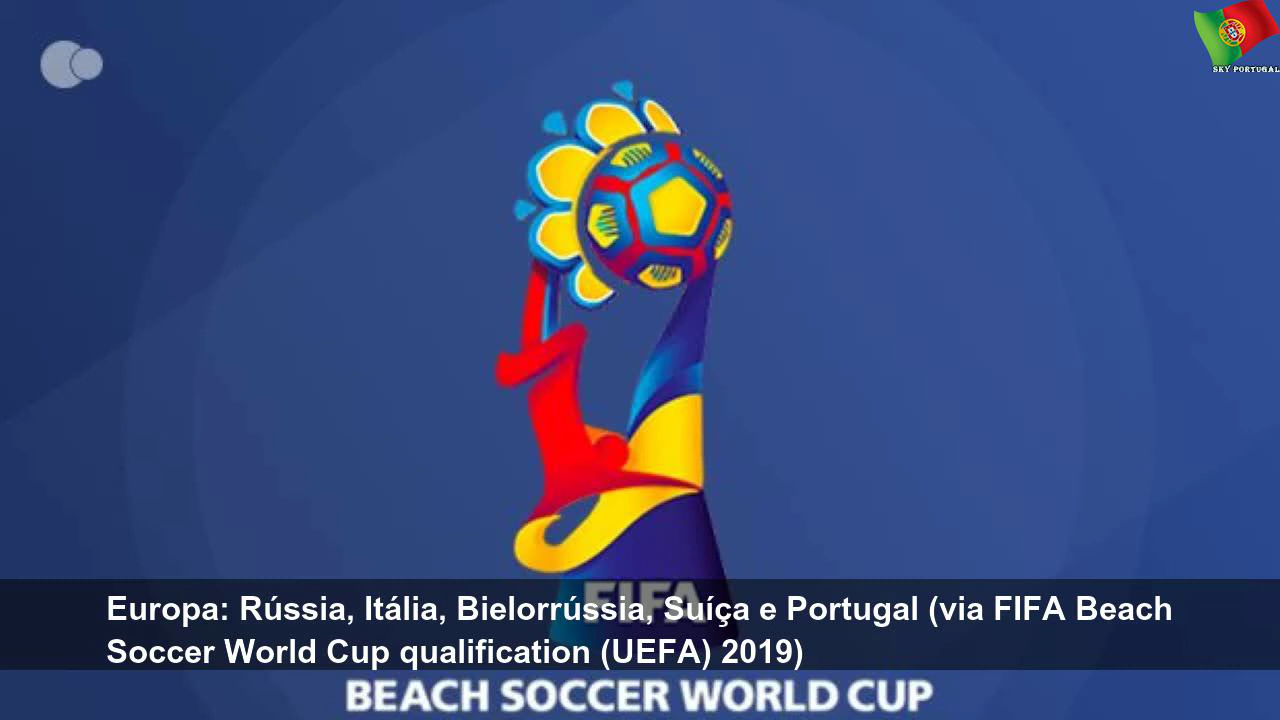 SKY PORTUGAL
FIFA
Europa: Rússia, Itália, Bielorrússia, Suíça e Portugal (via FIFA Beach
Soccer World Cup qualification (UEFA) 2019)
BEACH SOCCER WORLD CUP